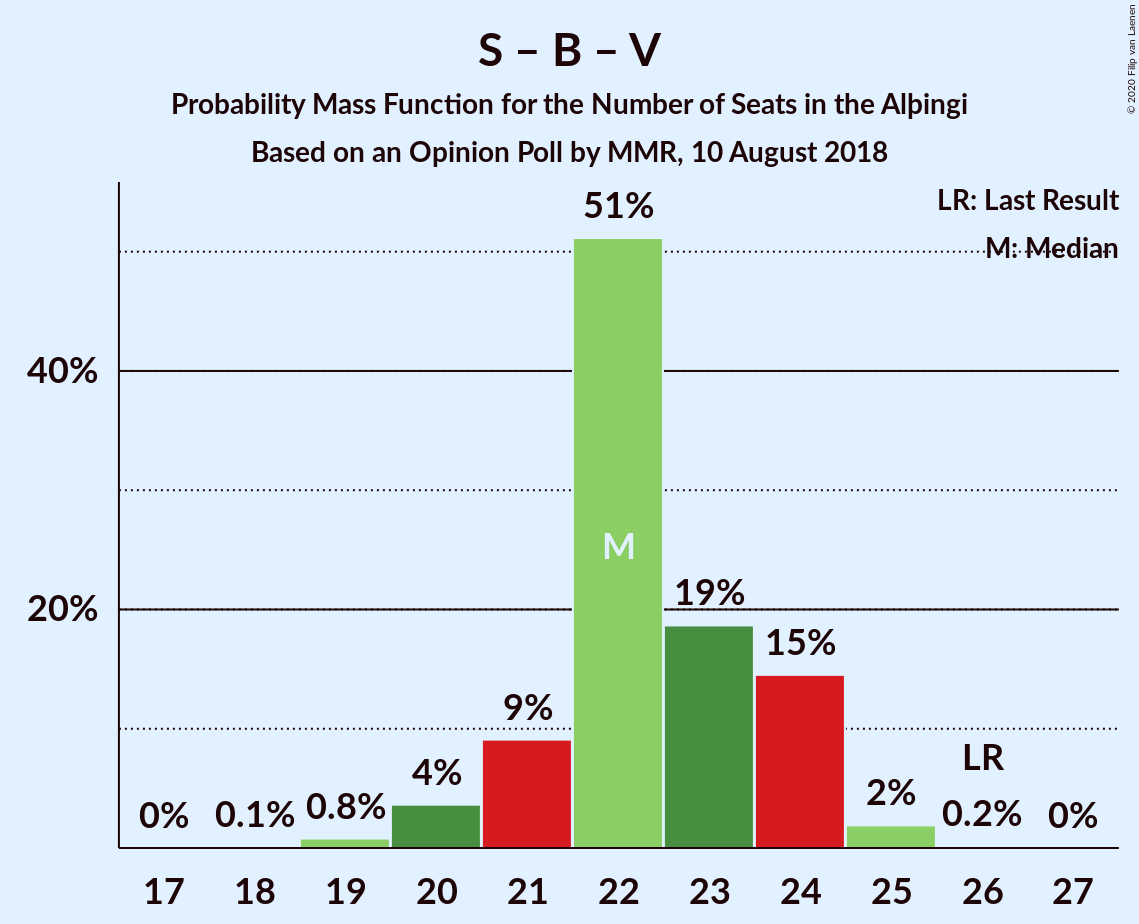 S – B – V
Probability Mass Function for the Number of Seats in the Alþingi
Based on an Opinion Poll by MMR, 10 August 2018
© 2020 Filip van Laenen
LR: Last Result
M: Median
51%
40%
M
20%
19%
15%
9%
LR
4%
2%
0.8%
0%
0.1%
0.2%
0%
17 18 19 20 21 22 23 24 25 26 27